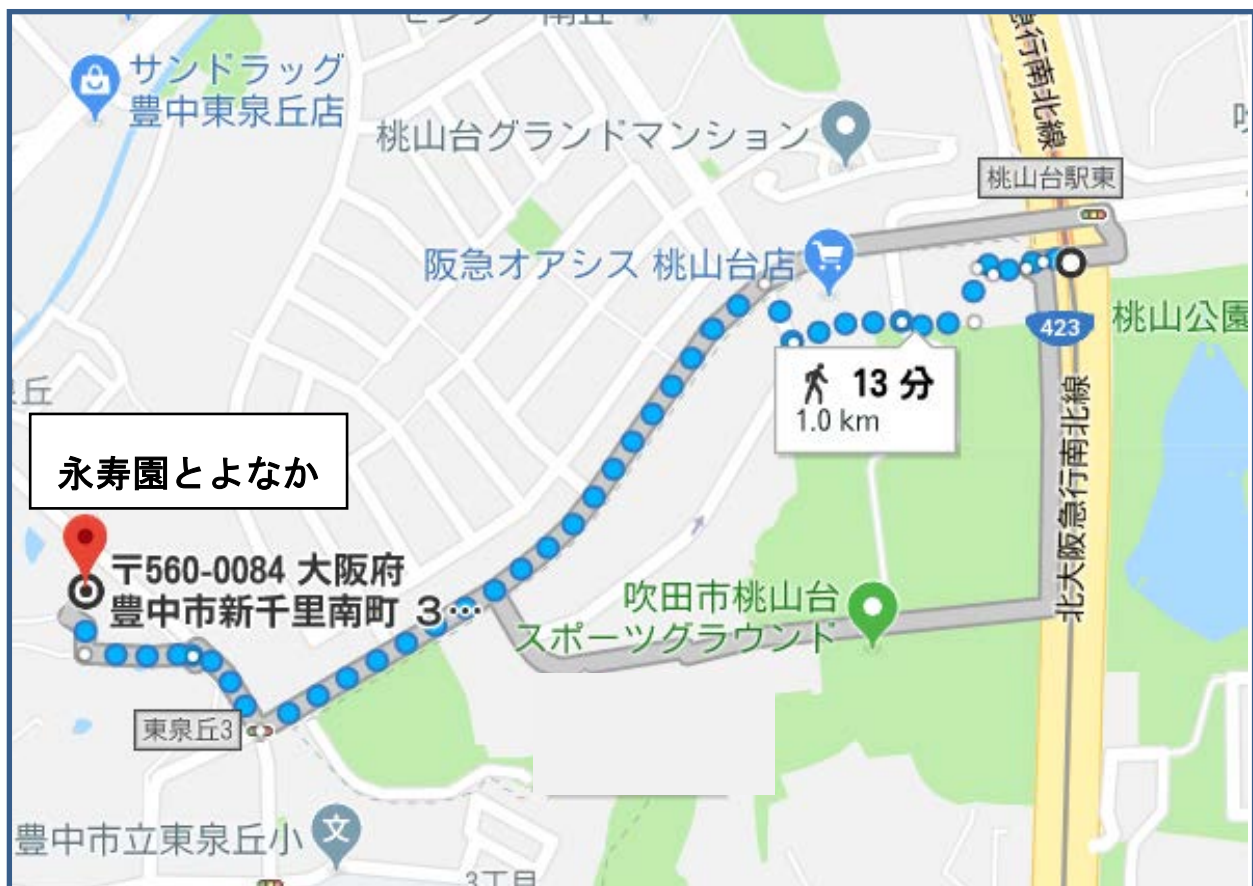 サンドラッグ
豊中東泉丘店
桃山台グランドマンション
急行南北線
桃山台駅東
阪急オアシス 桃山台店
423
桃山公園
13 分
1.0 km
永寿園とよなか
〒560-0084 大阪府
豊中市新千里南町 3…
吹田市桃山台
スポーツグラウンド
北大阪急行南北線
東泉丘3
豊中市立東泉丘小
文
3丁目